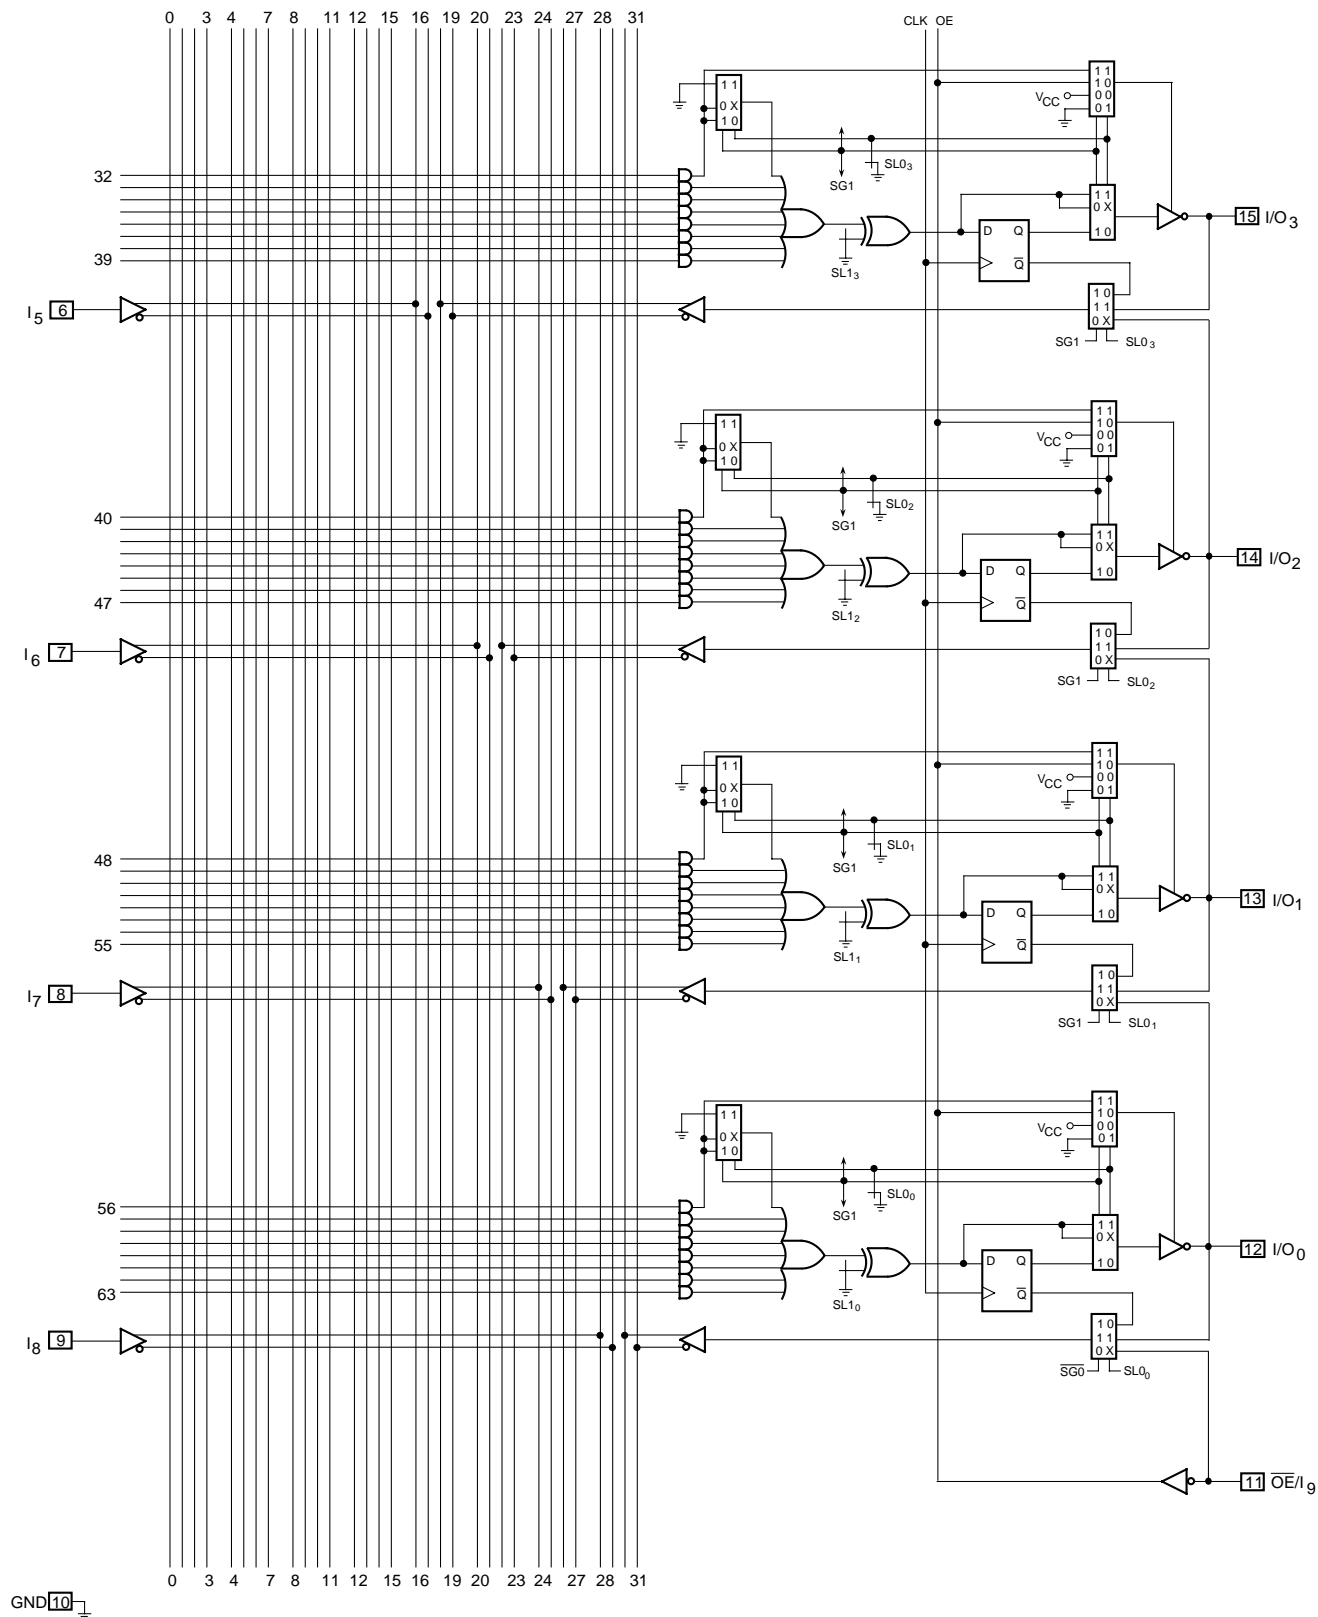 0 3 4 7 8 11 12 15 16 19 20 23 24 27 28 31
CLK OE
1 1
1 0
0 0
0 1
V_CC
1 1
0 X
1 0
SL0₃
SG1
32
39
1 1
0 X
1 0
D Q
Q̅
SL1₃
15 I/O₃
I₅ 6
1 0
1 1
0 X
SG1 SL0₃
1 1
1 0
0 0
0 1
V_CC
1 1
0 X
1 0
SL0₂
SG1
40
47
1 1
0 X
1 0
D Q
Q̅
SL1₂
14 I/O₂
I₆ 7
1 0
1 1
0 X
SG1 SL0₂
1 1
1 0
0 0
0 1
V_CC
1 1
0 X
1 0
SL0₁
SG1
48
55
1 1
0 X
1 0
D Q
Q̅
SL1₁
13 I/O₁
I₇ 8
1 0
1 1
0 X
SG1 SL0₁
1 1
1 0
0 0
0 1
V_CC
1 1
0 X
1 0
SL0₀
SG1
56
63
1 1
0 X
1 0
D Q
Q̅
SL1₀
12 I/O₀
I₈ 9
1 0
1 1
0 X
S̅G̅0̅ SL0₀
11 O̅E̅/I₉
0 3 4 7 8 11 12 15 16 19 20 23 24 27 28 31
GND 10